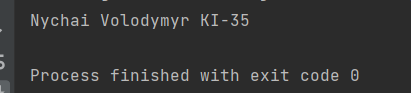 Nychai Volodymyr KI-35
Process finished with exit code 0